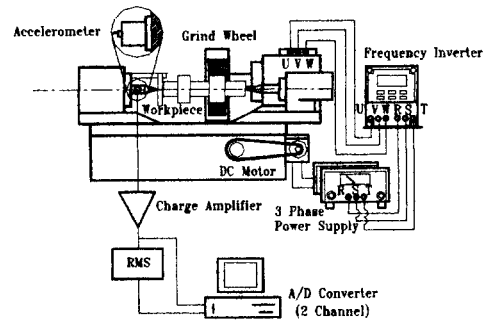 Accelerometer
Grind Wheel
Frequency Inverter
U V W
Workpiece
U V W R S T
DC Motor
R S T
3 Phase
Power Supply
Charge Amplifier
RMS
A/D Converter
(2 Channel)